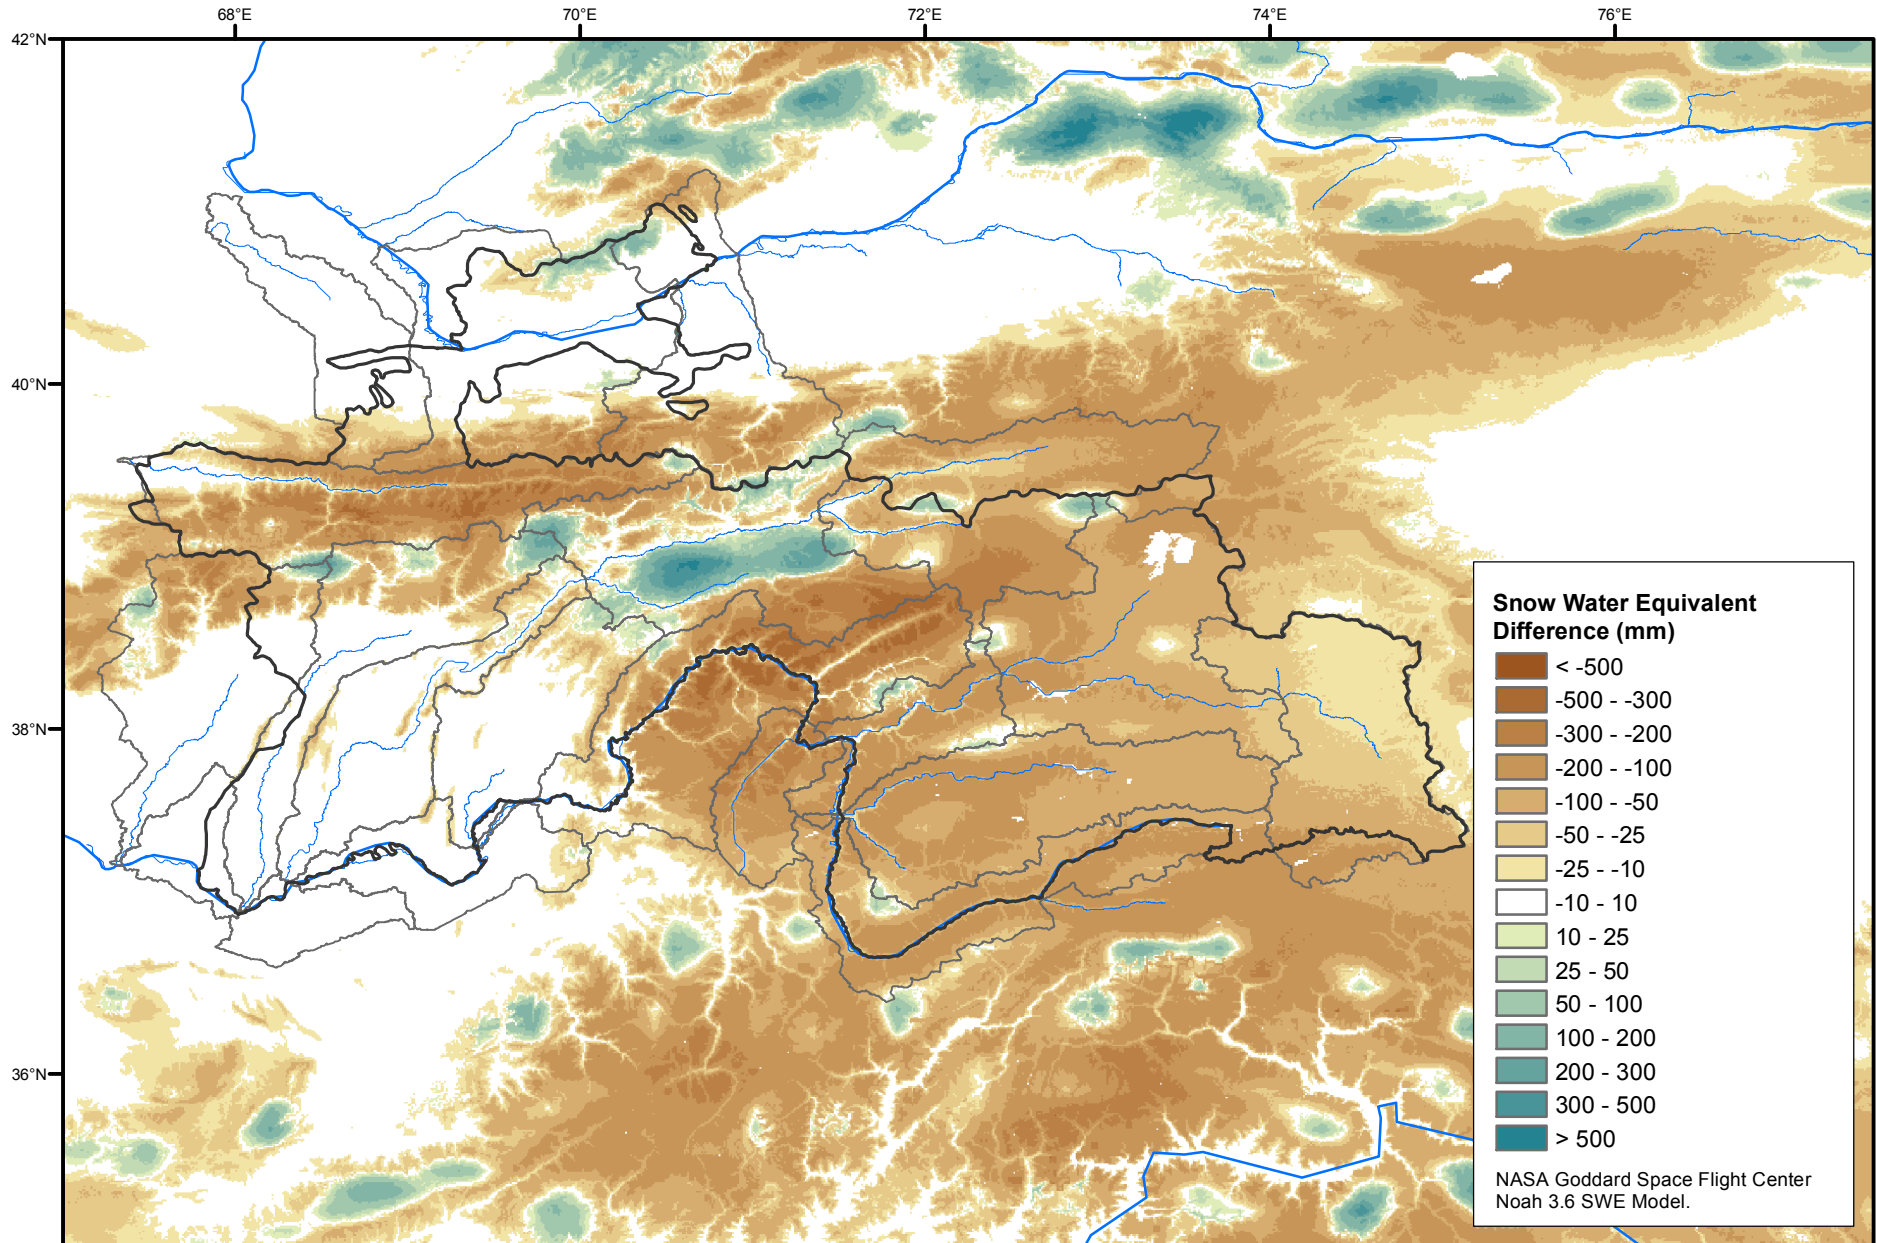 68°E
70°E
72°E
74°E
76°E
42°N
40°N
38°N
36°N
Snow Water Equivalent
Difference (mm)
< -500
-500 - -300
-300 - -200
-200 - -100
-100 - -50
-50 - -25
-25 - -10
-10 - 10
10 - 25
25 - 50
50 - 100
100 - 200
200 - 300
300 - 500
> 500
NASA Goddard Space Flight Center
Noah 3.6 SWE Model.